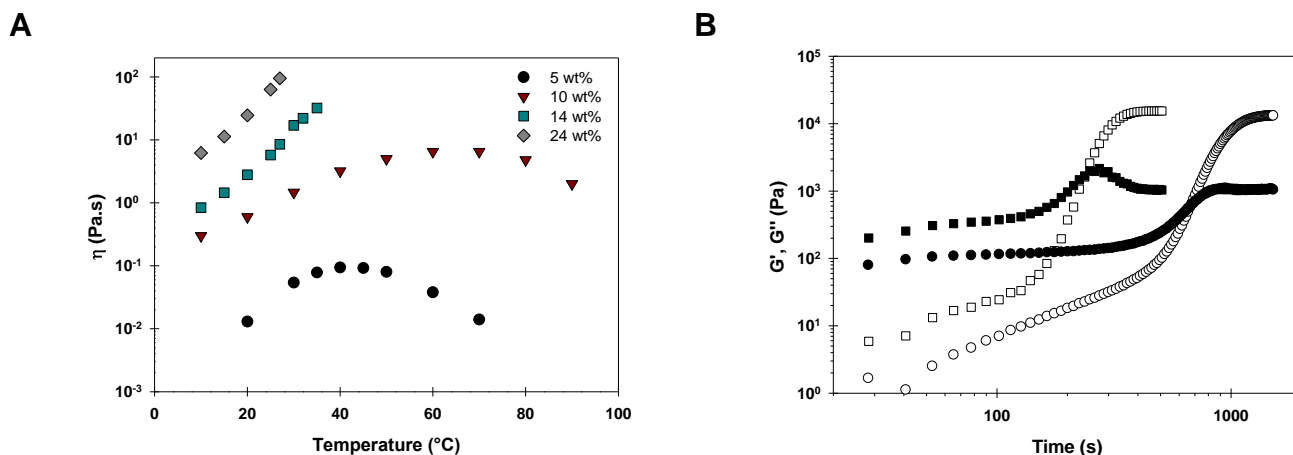 A
10²
10¹
10⁰
10⁻¹
10⁻²
10⁻³
η (Pa.s)
0
20
40
60
80
100
Temperature (°C)
5 wt%
10 wt%
14 wt%
24 wt%
B
10⁵
10⁴
10³
10²
10¹
10⁰
G', G'' (Pa)
100
1000
Time (s)